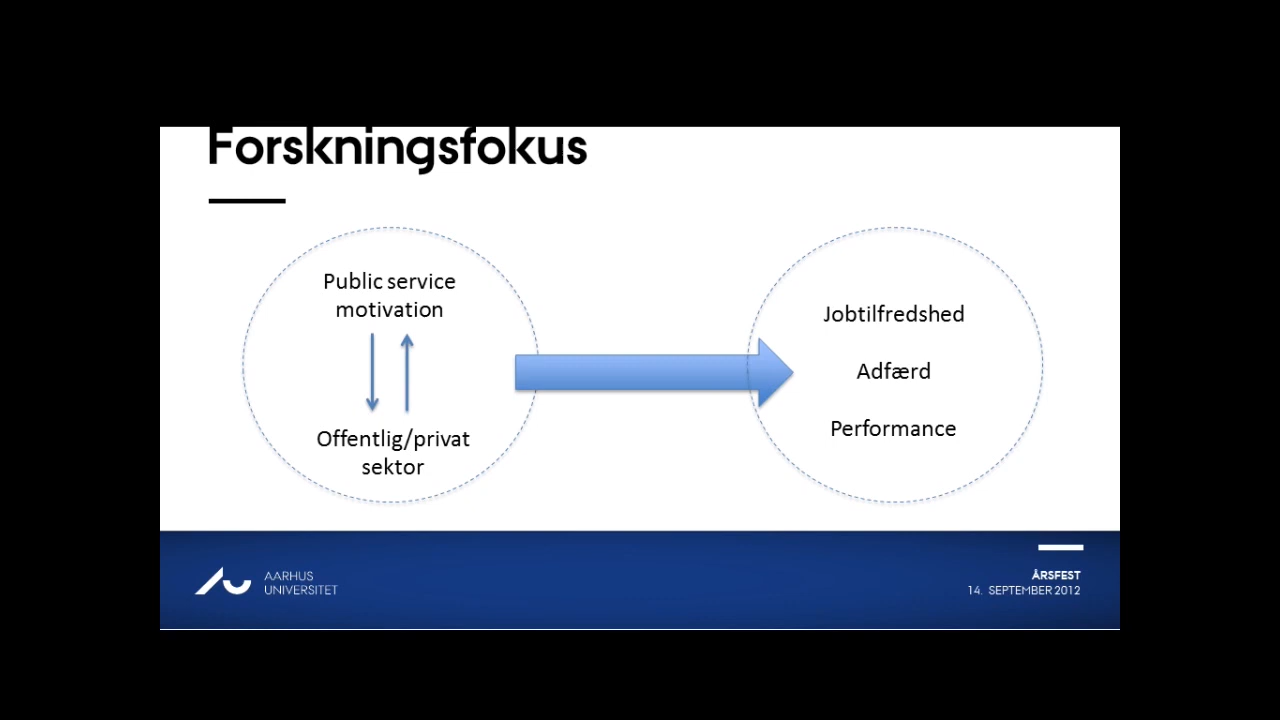 Forskningsfokus
Public service
motivation
Offentlig/privat
sektor
Jobtilfredshed
Adfærd
Performance
AARHUS
UNIVERSITET
ÅRSFEST
14. SEPTEMBER 2012